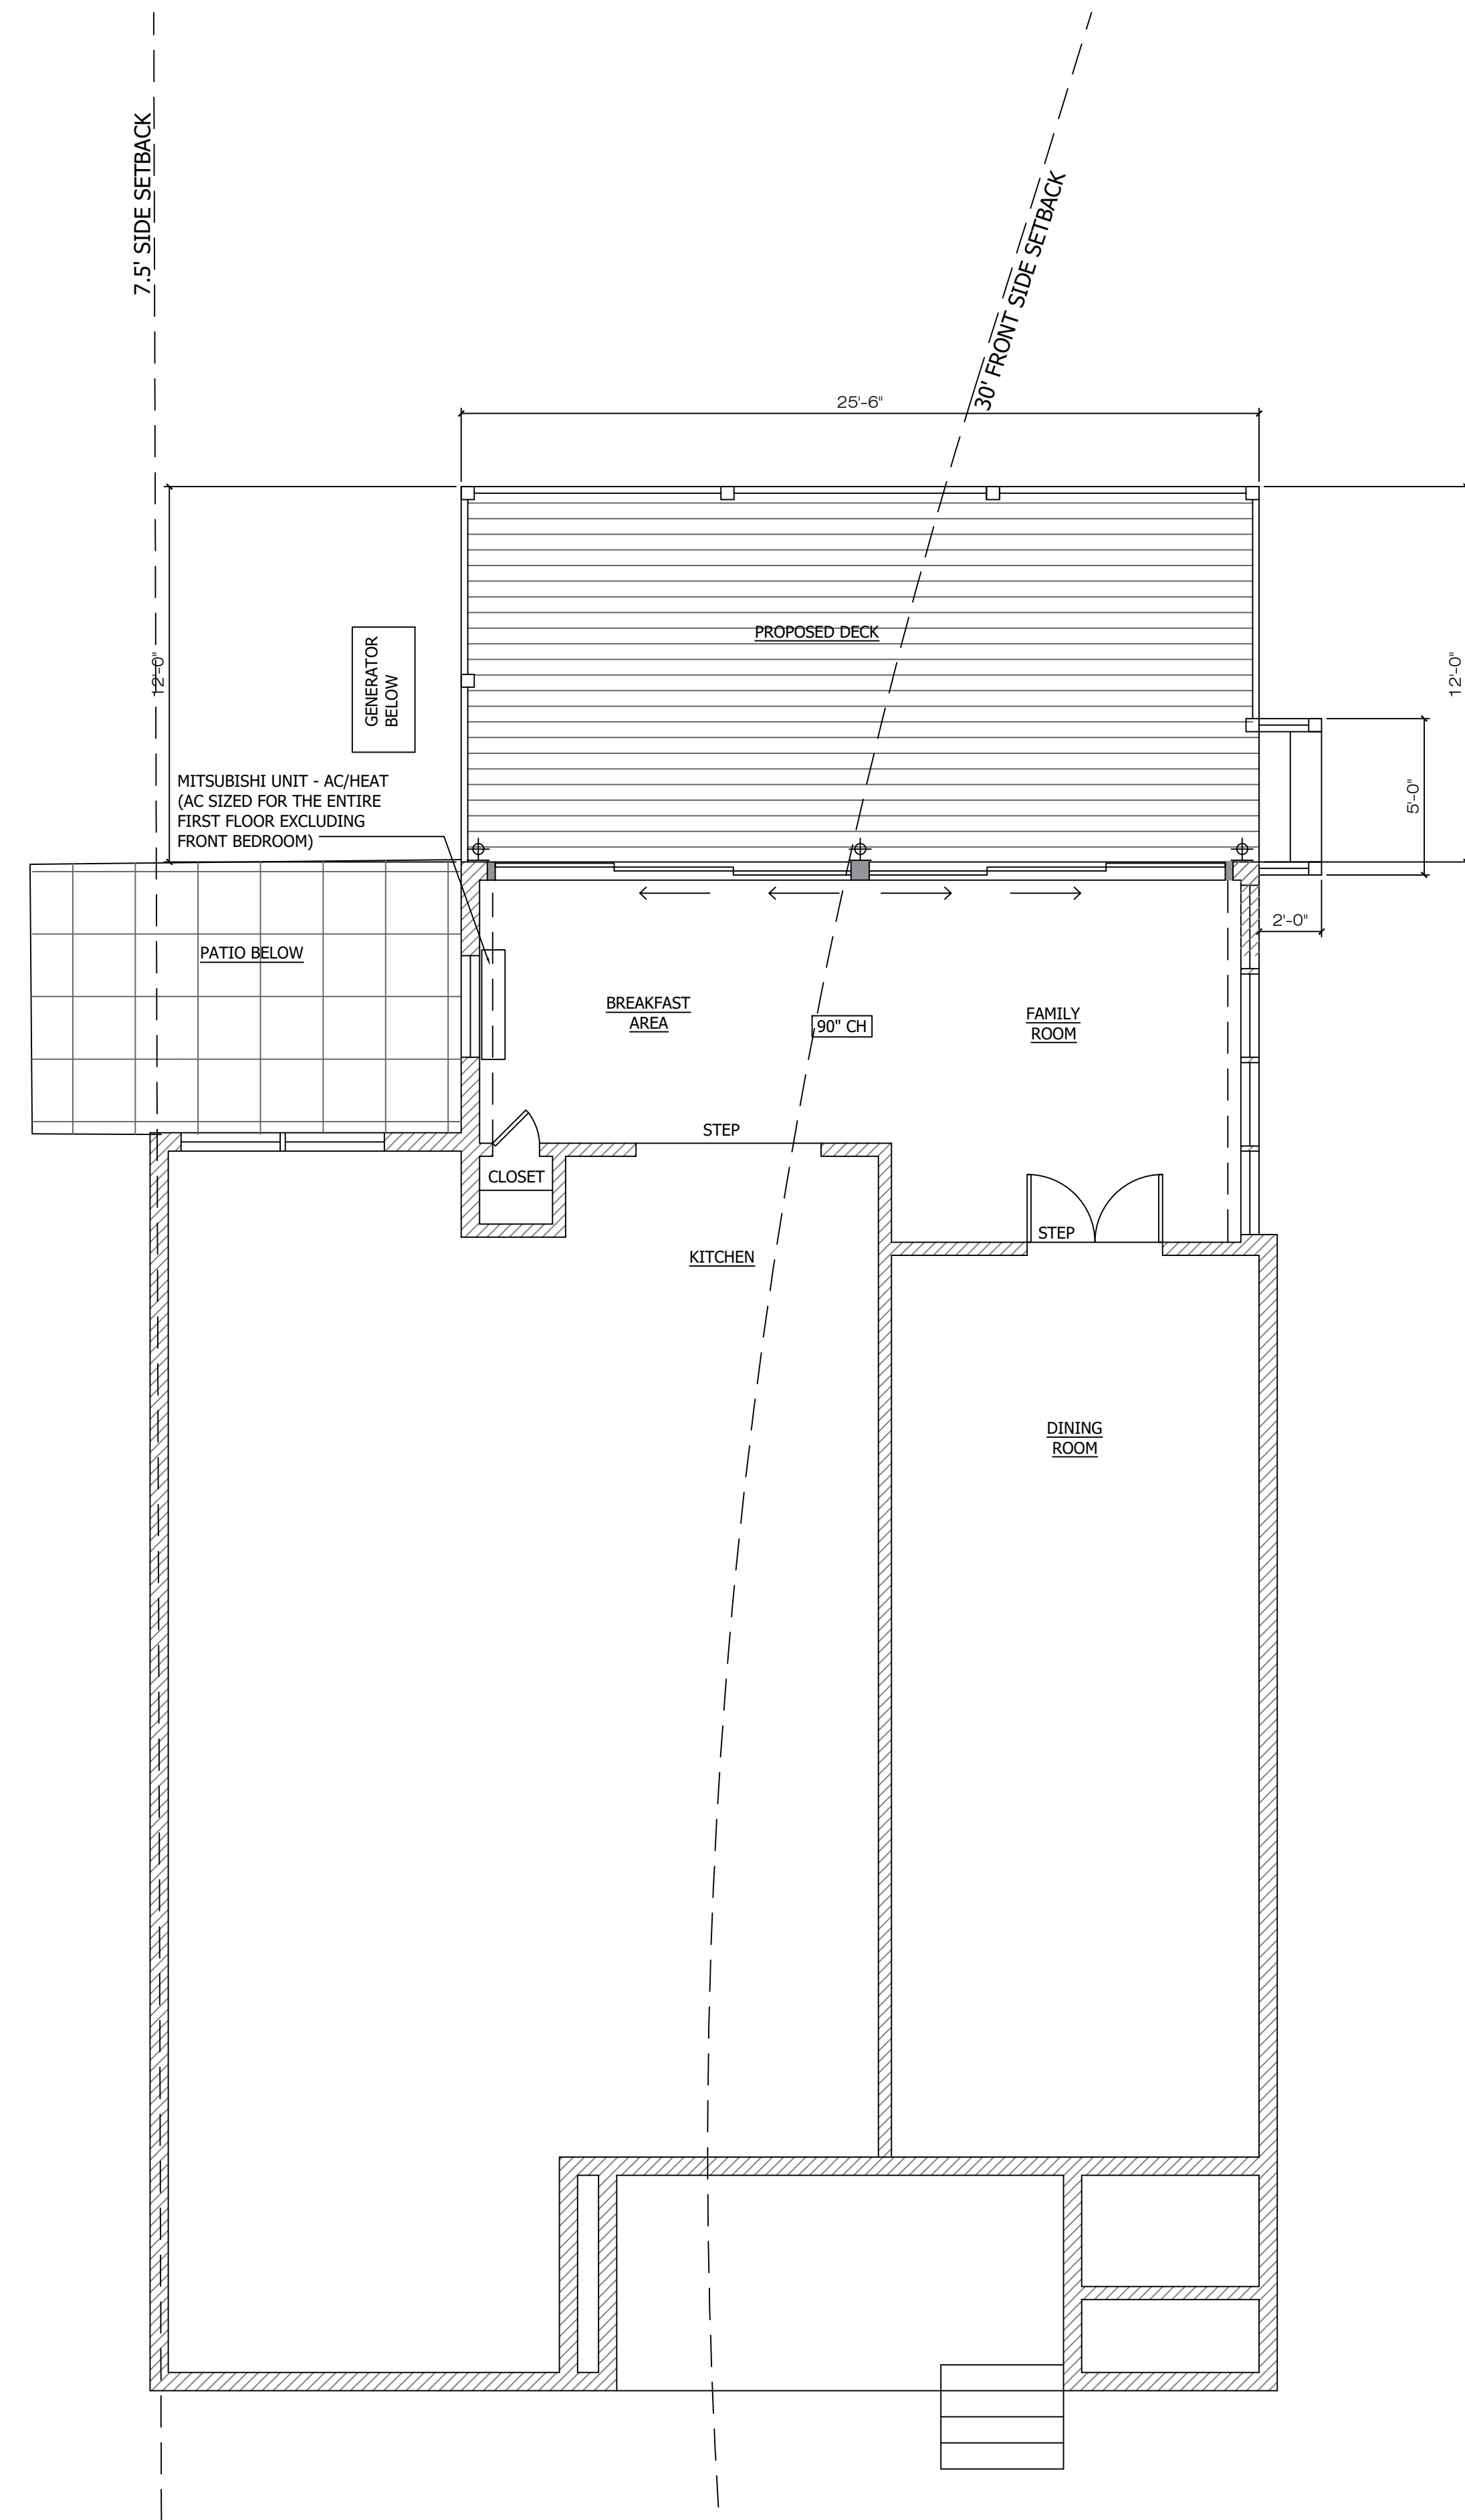 7.5' SIDE SETBACK
30' FRONT SIDE SETBACK
25'-6"
PROPOSED DECK
12'-0"
GENERATOR
BELOW
12'-0"
MITSUBISHI UNIT - AC/HEAT
(AC SIZED FOR THE ENTIRE
FIRST FLOOR EXCLUDING
FRONT BEDROOM)
5'-0"
2'-0"
PATIO BELOW
BREAKFAST
AREA
90" CH
FAMILY
ROOM
STEP
CLOSET
STEP
KITCHEN
DINING
ROOM